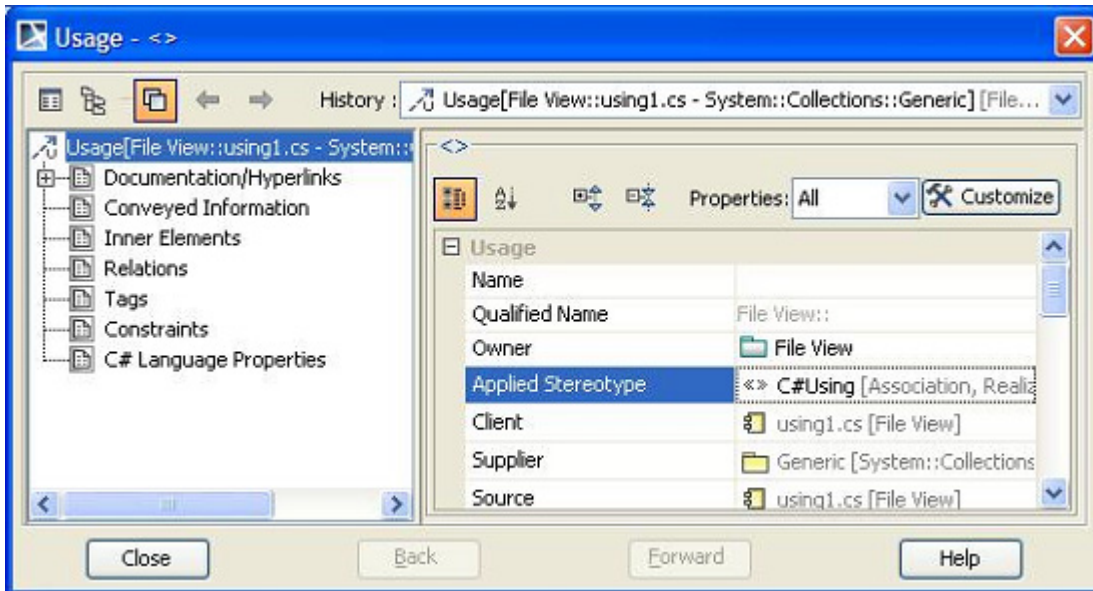 Usage - <>
History : Usage[File View::using1.cs - System::Collections::Generic] [File...
Usage[File View::using1.cs - System::
Documentation/Hyperlinks
Conveyed Information
Inner Elements
Relations
Tags
Constraints
C# Language Properties
<>
Properties: All Customize
Usage
Name
Qualified Name File View::
Owner File View
Applied Stereotype «» C#Using [Association, Realiz
Client using1.cs [File View]
Supplier Generic [System::Collections
Source using1.cs [File View]
Close Back Forward Help